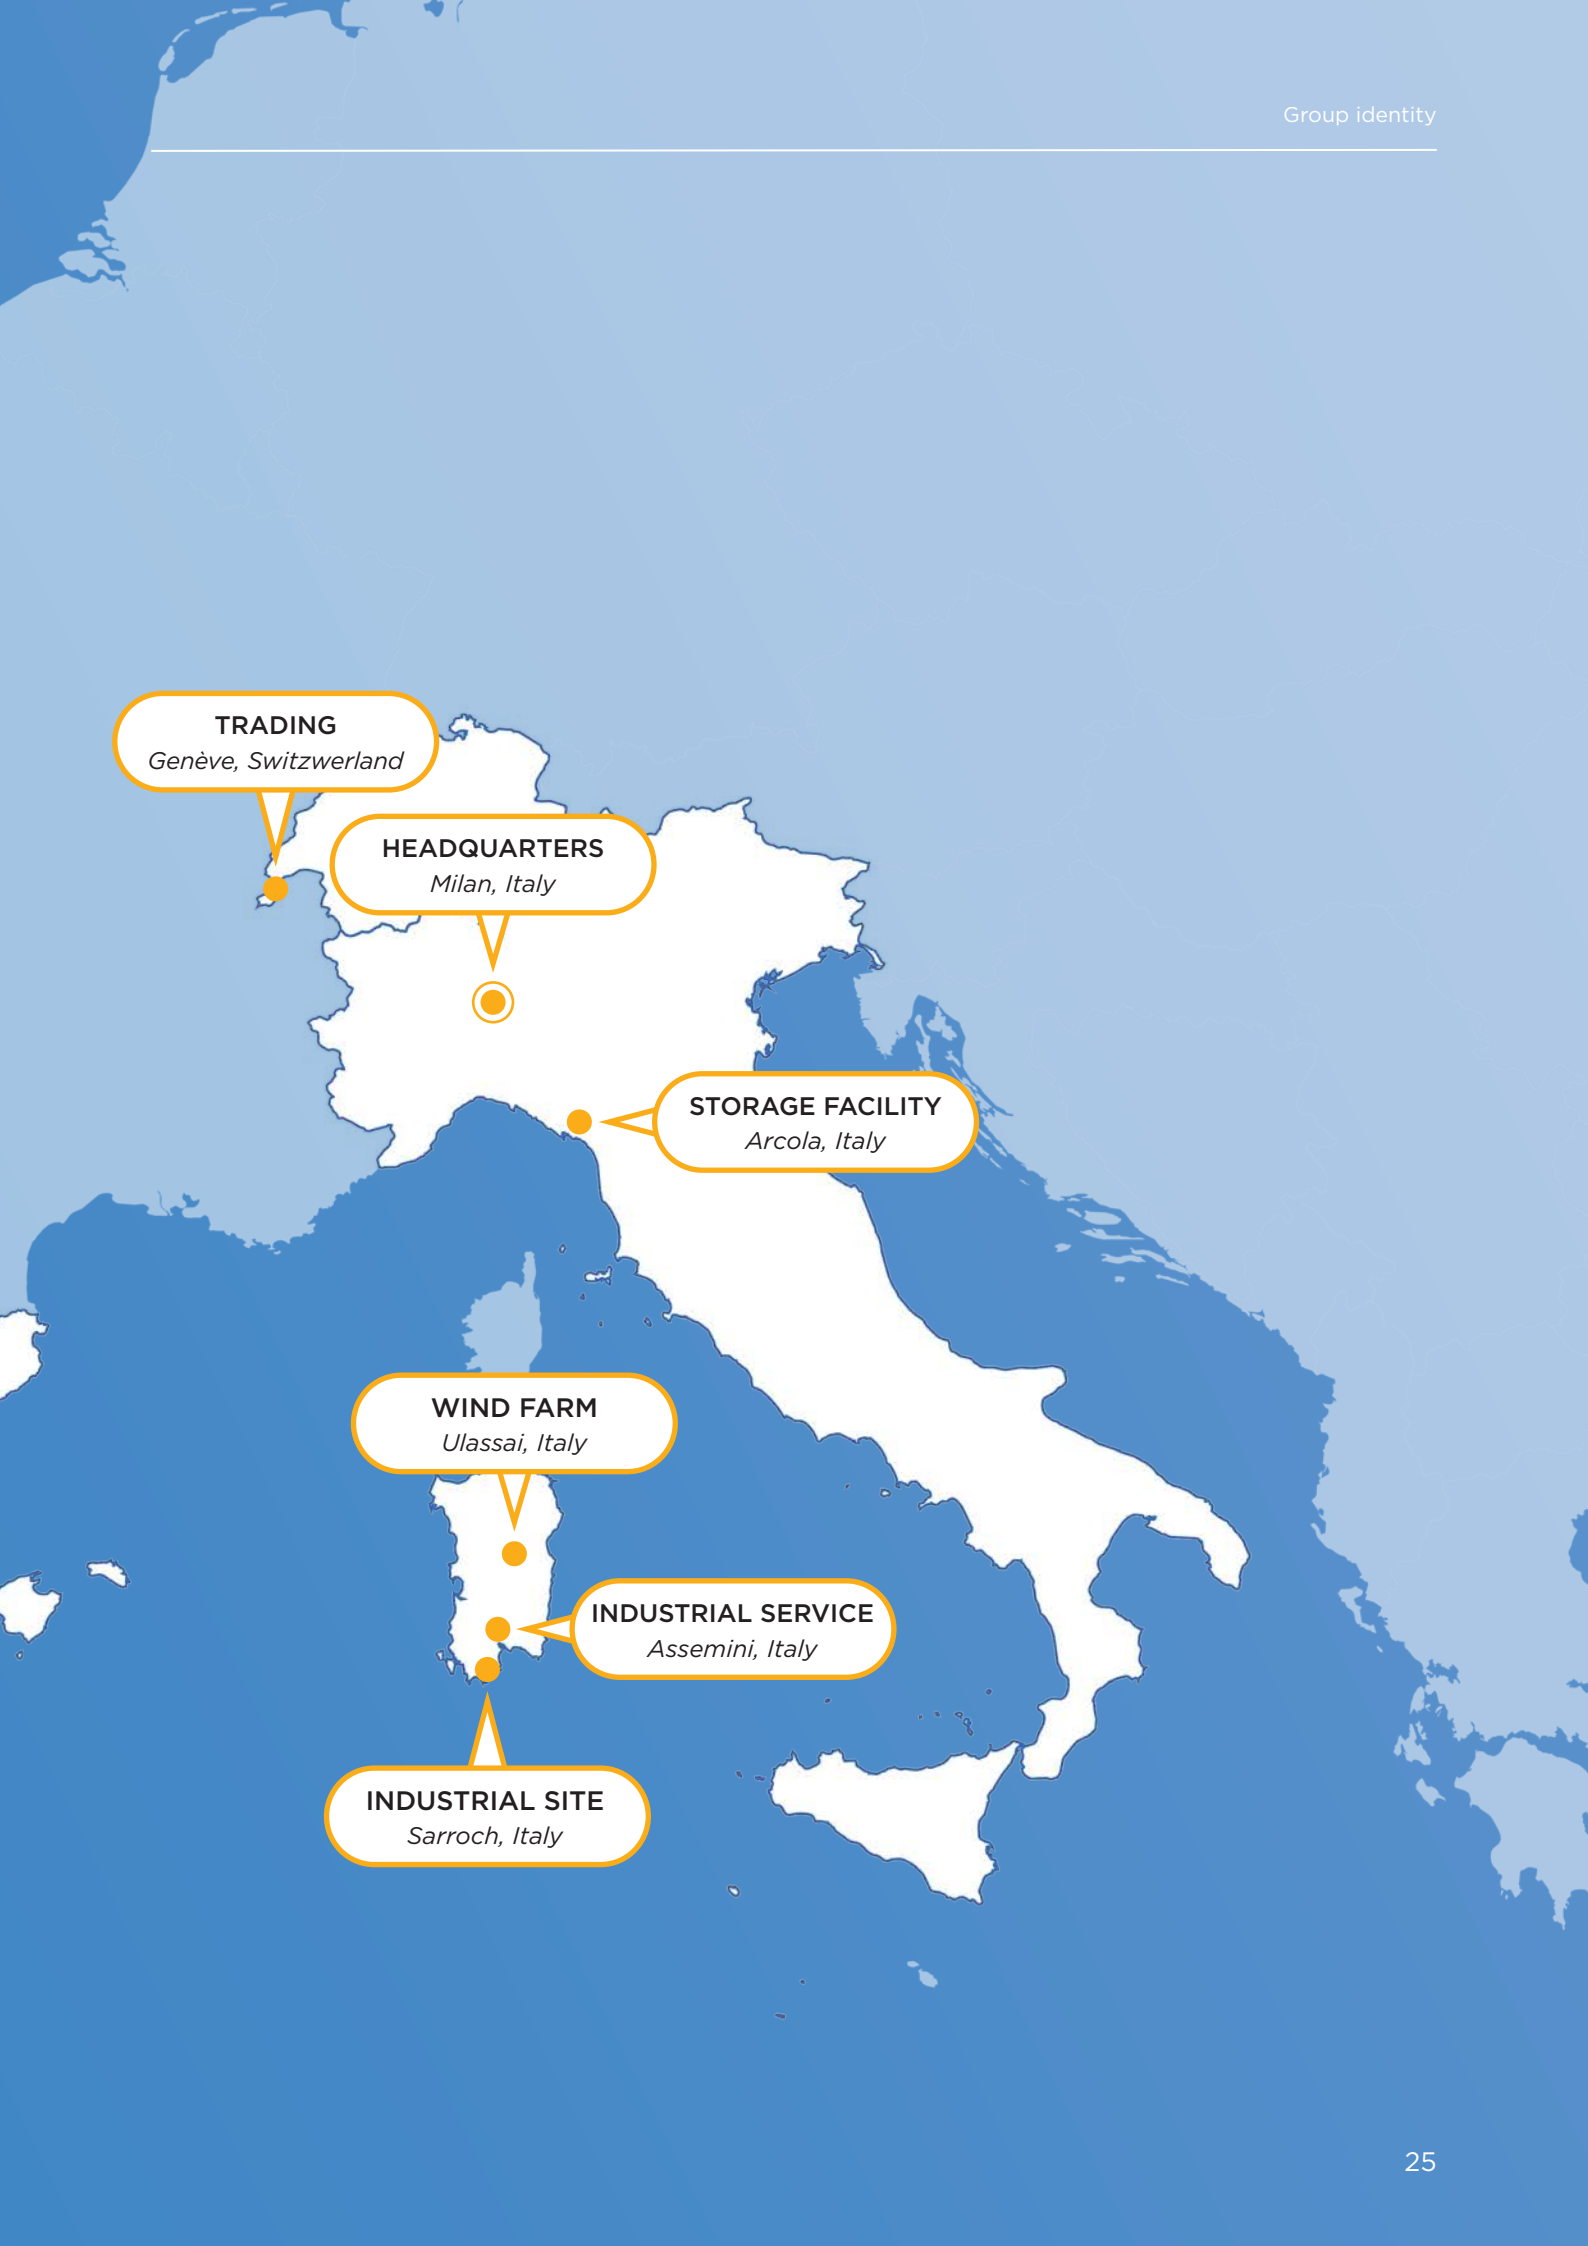 Group identity
TRADING
Genève, Switzwerland
HEADQUARTERS
Milan, Italy
STORAGE FACILITY
Arcola, Italy
WIND FARM
Ulassai, Italy
INDUSTRIAL SERVICE
Assemini, Italy
INDUSTRIAL SITE
Sarroch, Italy
25